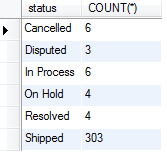 status COUNT(*)
Cancelled 6
Disputed 3
In Process 6
On Hold 4
Resolved 4
Shipped 303